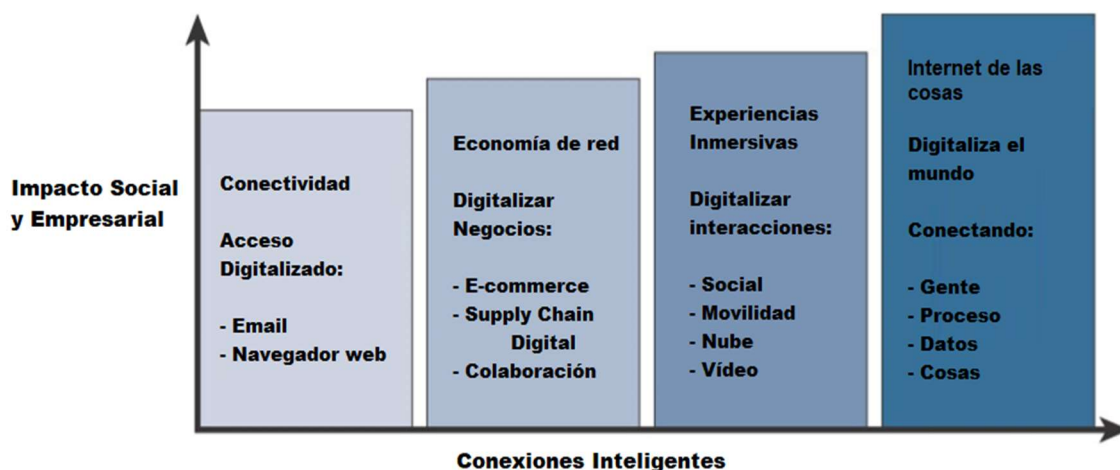 Impacto Social
y Empresarial
Conectividad
Acceso
Digitalizado:
- Email
- Navegador web
Economía de red
Digitalizar
Negocios:
- E-commerce
- Supply Chain
Digital
- Colaboración
Experiencias
Inmersivas
Digitalizar
interacciones:
- Social
- Movilidad
- Nube
- Vídeo
Internet de las
cosas
Digitaliza el
mundo
Conectando:
- Gente
- Proceso
- Datos
- Cosas
Conexiones Inteligentes